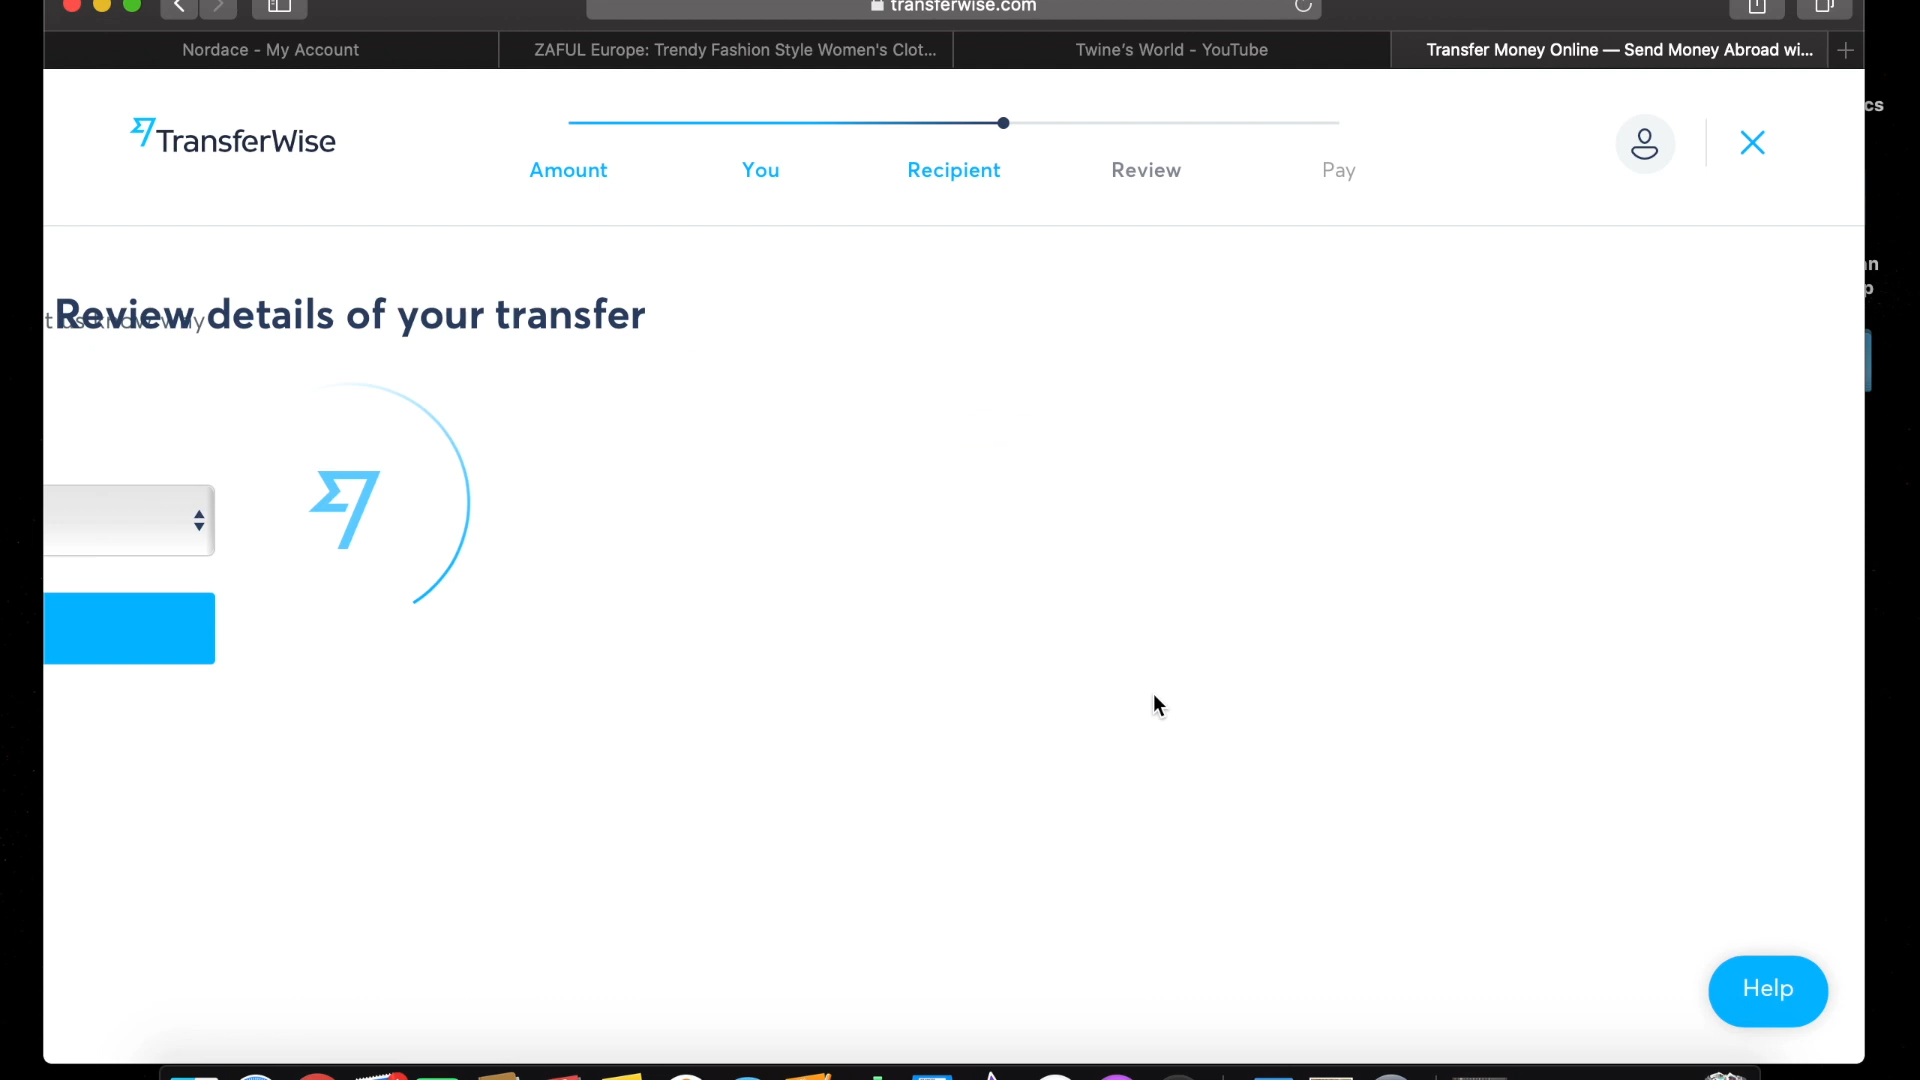 transferwise.com
Nordace - My Account
ZAFUL Europe: Trendy Fashion Style Women's Clot...
Twine's World - YouTube
Transfer Money Online — Send Money Abroad wi...
cs
TransferWise
Amount
You
Recipient
Review
Pay
Review details of your transfer
Help